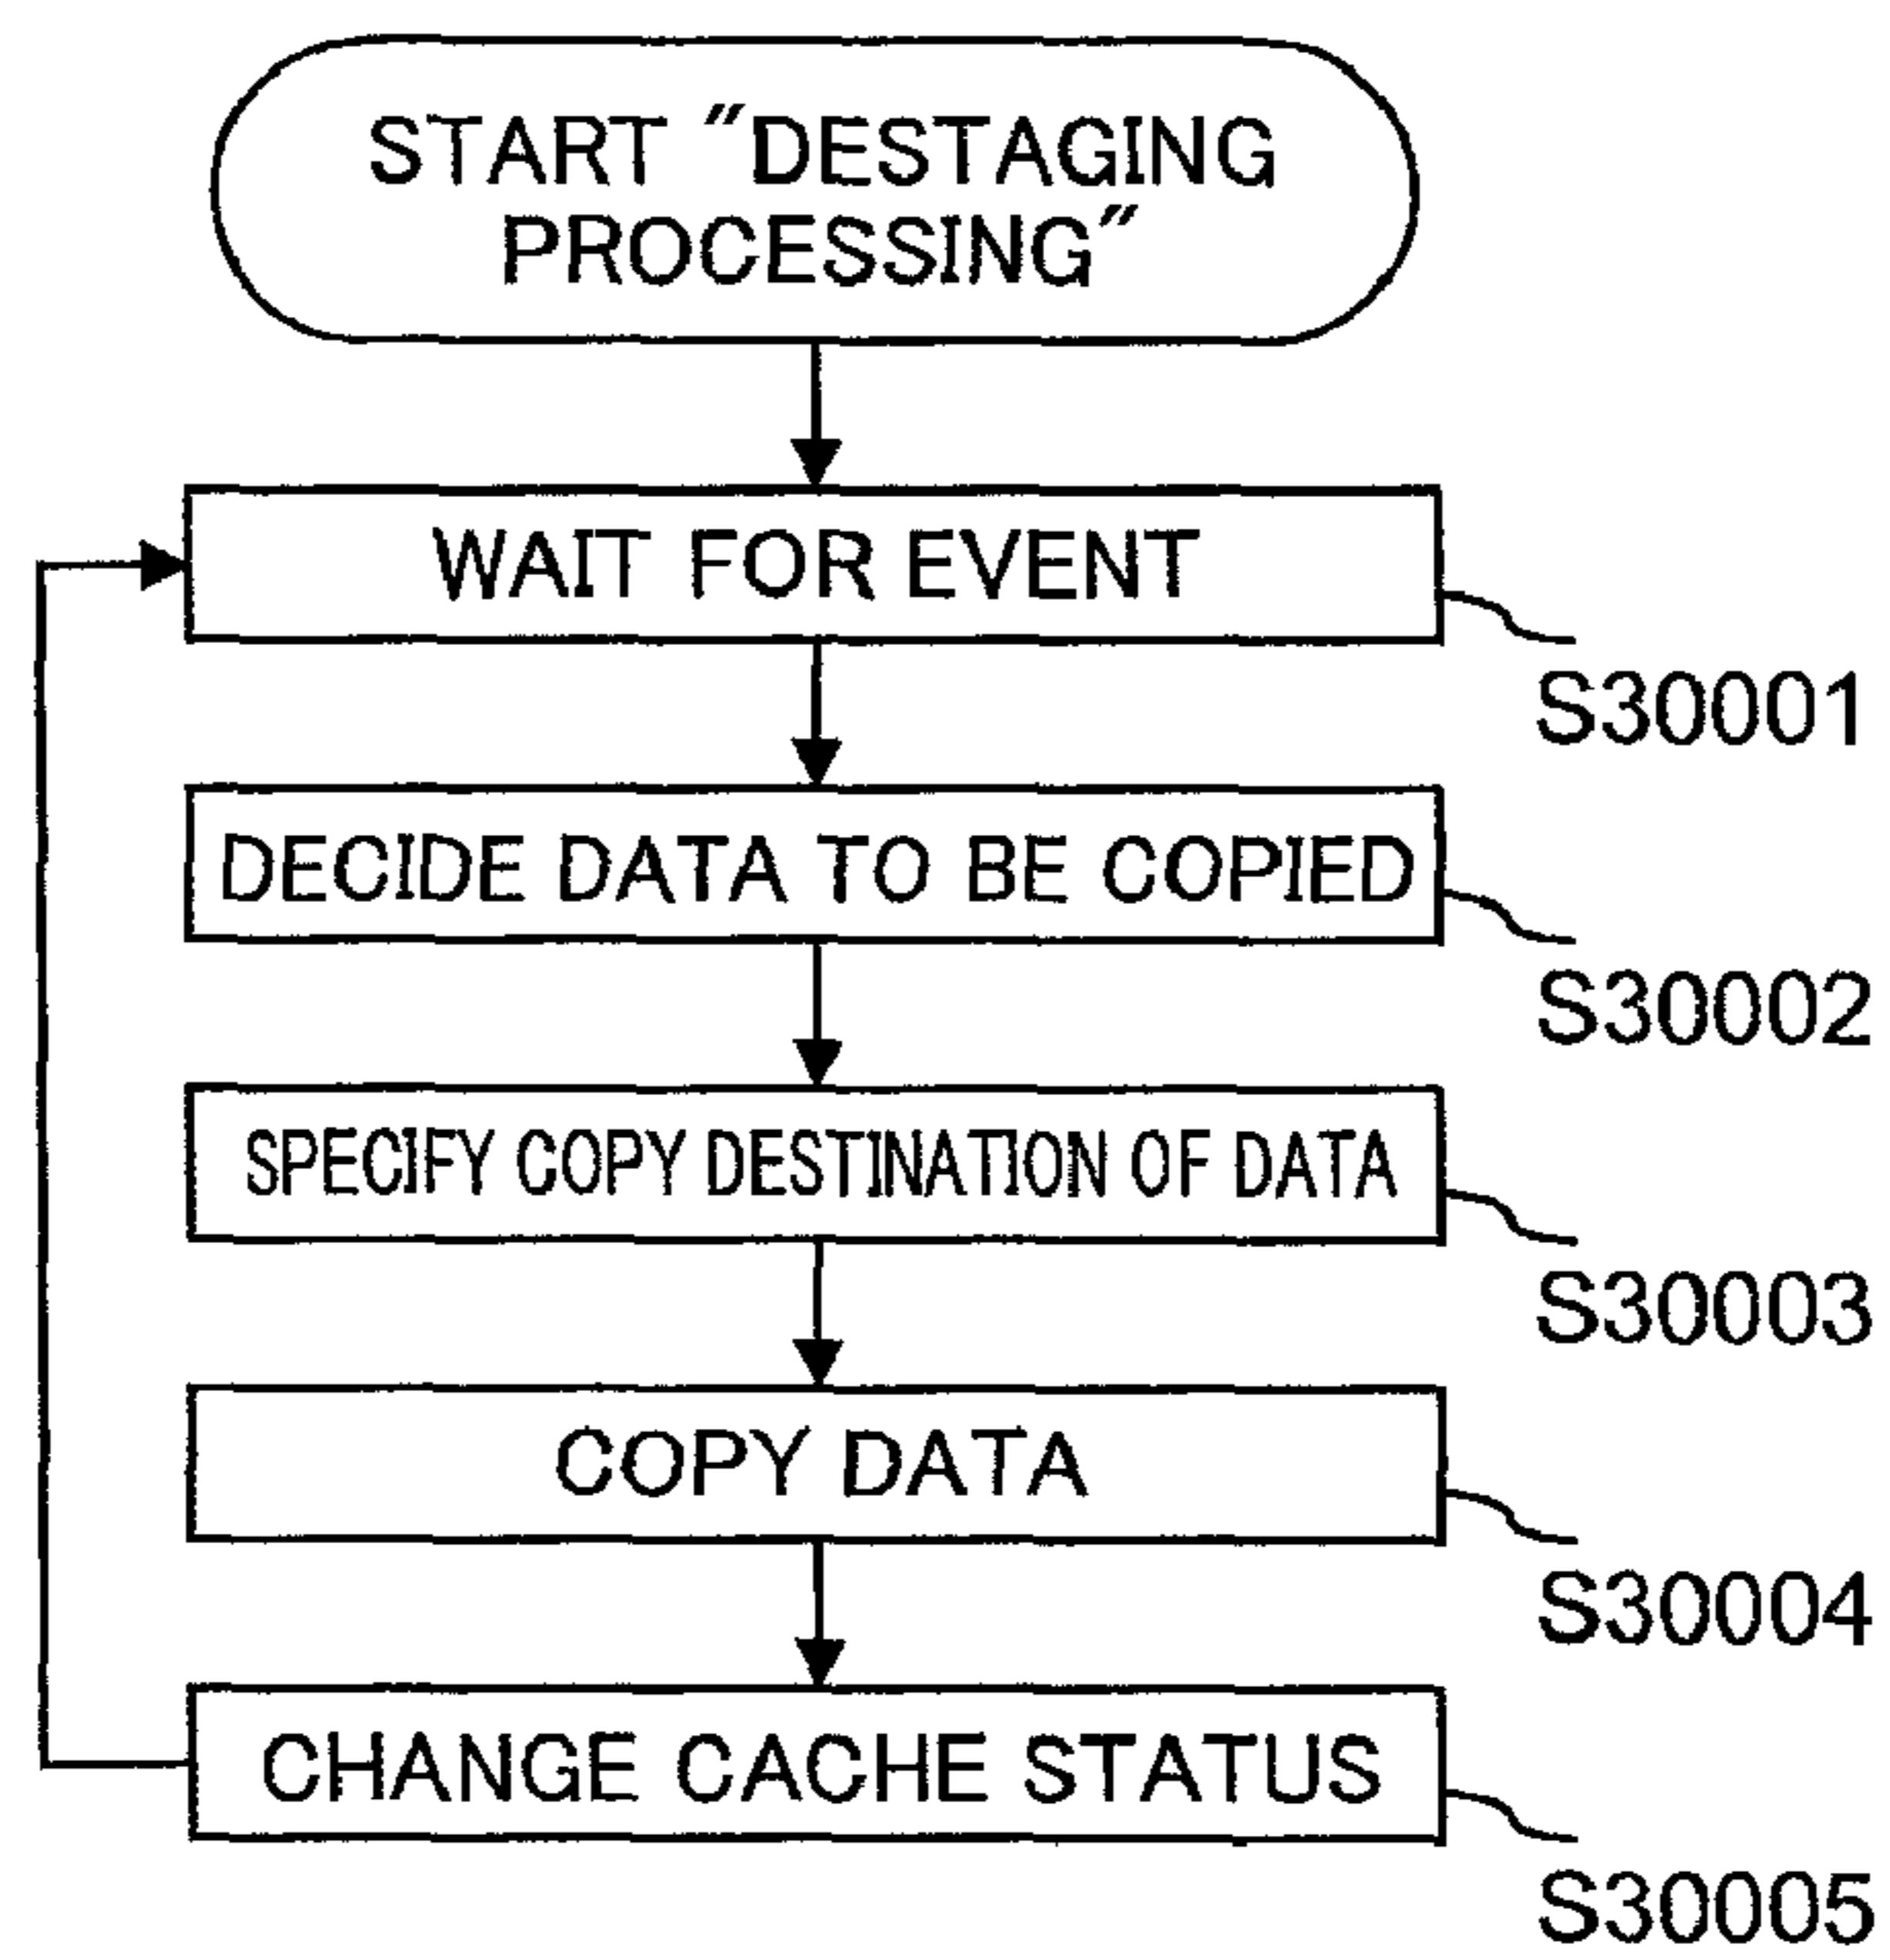 START "DESTAGING
PROCESSING"
WAIT FOR EVENT
S30001
DECIDE DATA TO BE COPIED
S30002
SPECIFY COPY DESTINATION OF DATA
S30003
COPY DATA
S30004
CHANGE CACHE STATUS
S30005